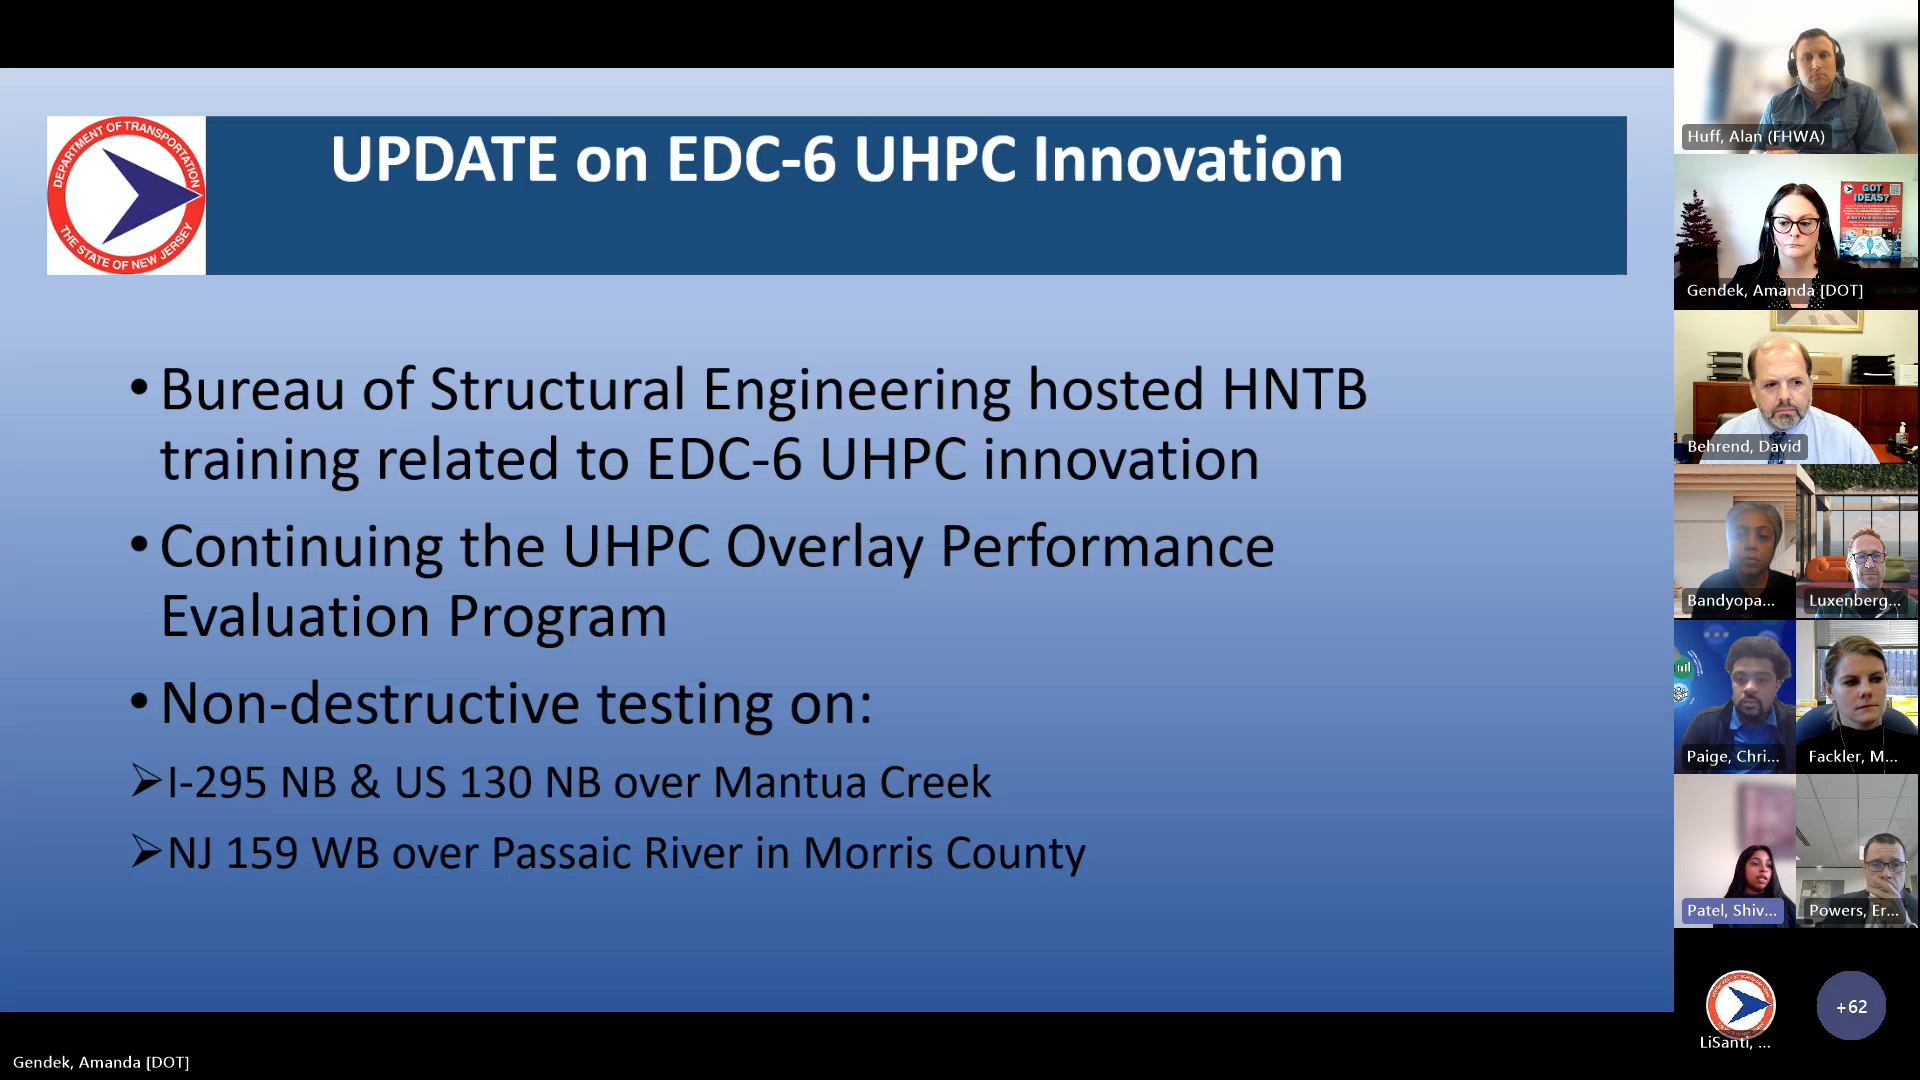 DEPARTMENT OF TRANSPORTATION
THE STATE OF NEW JERSEY
UPDATE on EDC-6 UHPC Innovation
•Bureau of Structural Engineering hosted HNTB
training related to EDC-6 UHPC innovation
•Continuing the UHPC Overlay Performance
Evaluation Program
•Non-destructive testing on:
➢I-295 NB & US 130 NB over Mantua Creek
➢NJ 159 WB over Passaic River in Morris County
Gendek, Amanda [DOT]
Huff, Alan (FHWA)
GOT
IDEAS?
Gendek, Amanda [DOT]
Behrend, David
Bandyopa...
Luxenberg...
Paige, Chri...
Fackler, M...
Patel, Shiv...
Powers, Er...
LiSanti, ...
+62